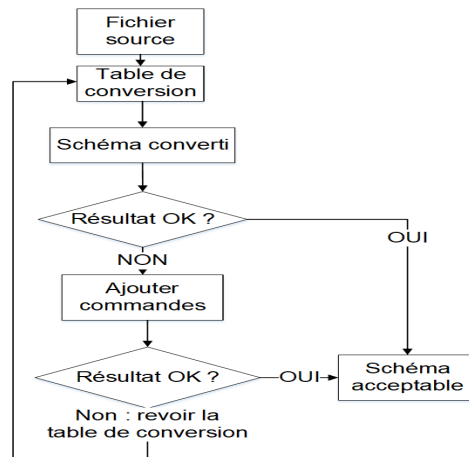 Fichier
source
Table de
conversion
Schéma converti
Résultat OK ?
OUI
NON
Ajouter
commandes
Résultat OK ?
OUI
Schéma
acceptable
Non : revoir la
table de conversion